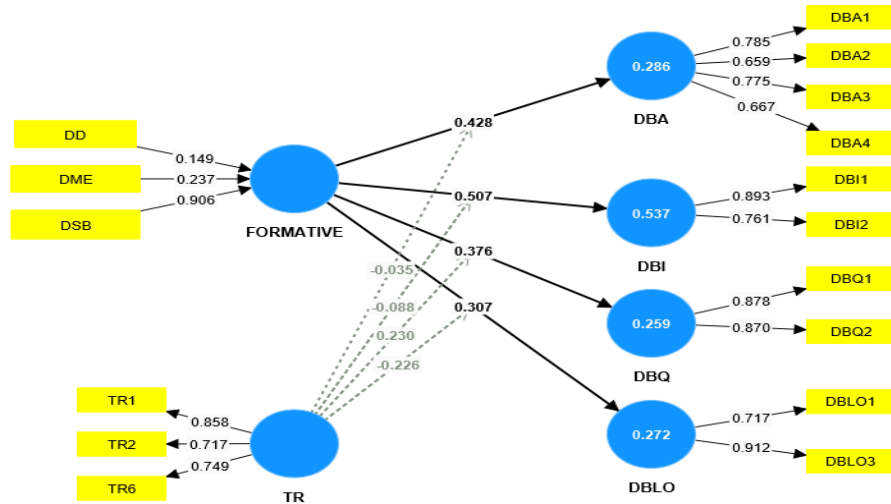 DD
DME
DSB
0.149
0.237
0.906
FORMATIVE
0.428
0.507
0.376
0.307
-0.035
-0.088
0.230
-0.226
TR1
TR2
TR6
0.858
0.717
0.749
TR
0.286
DBA
0.785
0.659
0.775
0.667
DBA1
DBA2
DBA3
DBA4
0.537
DBI
0.893
0.761
DBI1
DBI2
0.259
DBQ
0.878
0.870
DBQ1
DBQ2
0.272
DBLO
0.717
0.912
DBLO1
DBLO3